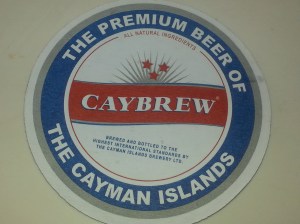 THE PREMIUM BEER OF
ALL NATURAL INGREDIENTS
CAYBREW
BREWED AND BOTTLED TO THE
HIGHEST INTERNATIONAL STANDARDS BY
THE CAYMAN ISLANDS BREWERY LTD.
THE CAYMAN ISLANDS